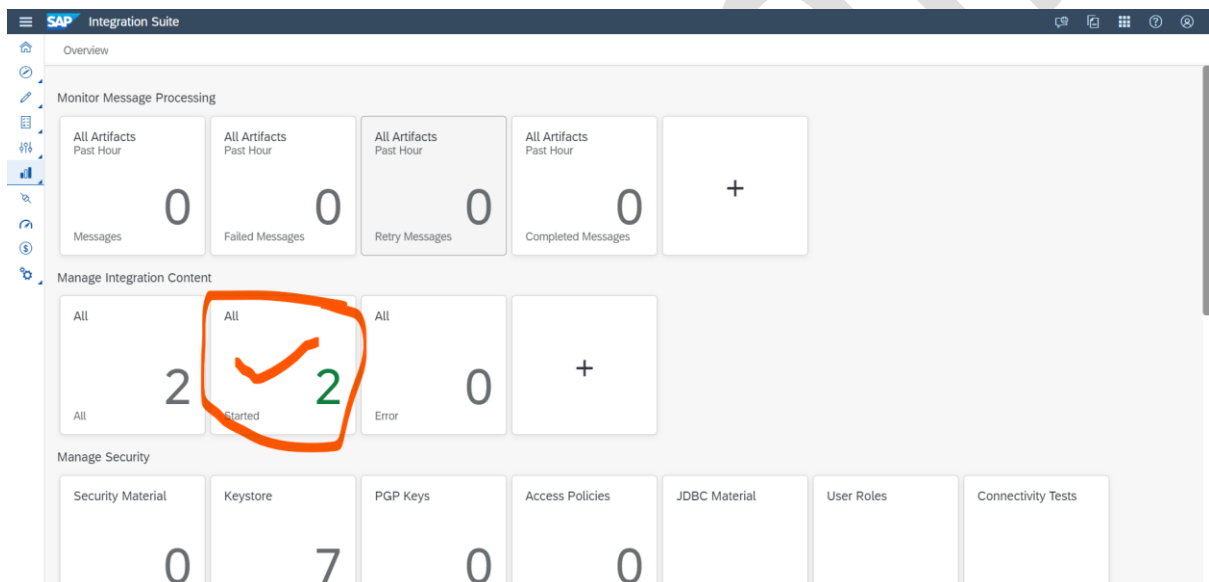 SAP Integration Suite
Overview
Monitor Message Processing
All Artifacts
Past Hour
0
Messages
All Artifacts
Past Hour
0
Failed Messages
All Artifacts
Past Hour
0
Retry Messages
All Artifacts
Past Hour
0
Completed Messages
+
Manage Integration Content
All
2
All
All
2
Started
All
0
Error
+
Manage Security
Security Material
0
Keystore
7
PGP Keys
0
Access Policies
0
JDBC Material
User Roles
Connectivity Tests